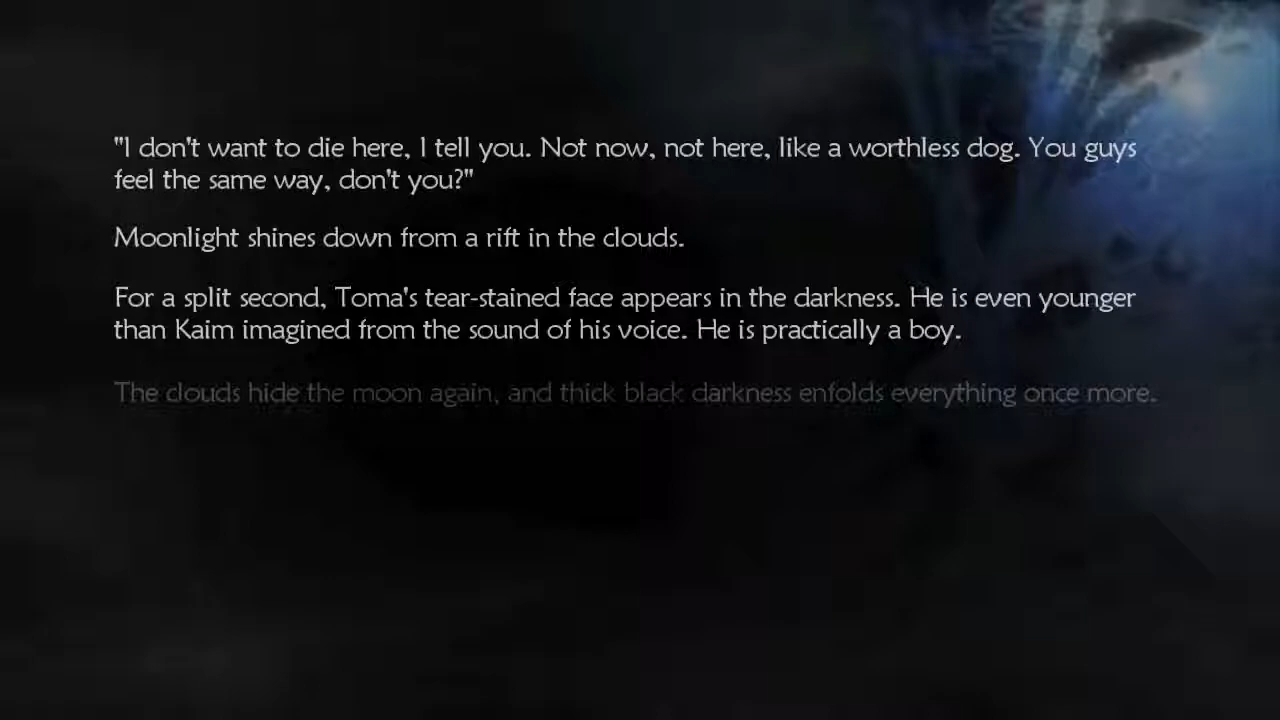 "I don't want to die here, I tell you. Not now, not here, like a worthless dog. You guys
feel the same way, don't you?"
Moonlight shines down from a rift in the clouds.
For a split second, Toma's tear-stained face appears in the darkness. He is even younger
than Kaim imagined from the sound of his voice. He is practically a boy.
The clouds hide the moon again, and thick black darkness enfolds everything once more.